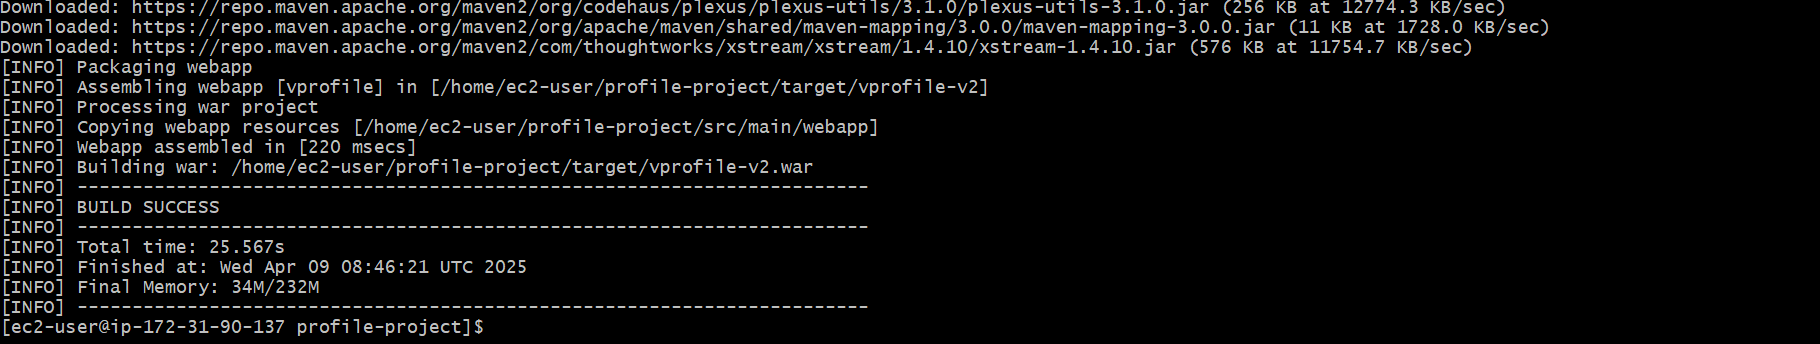 Downloaded: https://repo.maven.apache.org/maven2/org/codehaus/plexus/plexus-utils/3.1.0/plexus-utils-3.1.0.jar (256 KB at 12774.3 KB/sec)
Downloaded: https://repo.maven.apache.org/maven2/org/apache/maven/shared/maven-mapping/3.0.0/maven-mapping-3.0.0.jar (11 KB at 1728.0 KB/sec)
Downloaded: https://repo.maven.apache.org/maven2/com/thoughtworks/xstream/xstream/1.4.10/xstream-1.4.10.jar (576 KB at 11754.7 KB/sec)
[INFO] Packaging webapp
[INFO] Assembling webapp [vprofile] in [/home/ec2-user/profile-project/target/vprofile-v2]
[INFO] Processing war project
[INFO] Copying webapp resources [/home/ec2-user/profile-project/src/main/webapp]
[INFO] Webapp assembled in [220 msecs]
[INFO] Building war: /home/ec2-user/profile-project/target/vprofile-v2.war
[INFO] ------------------------------------------------------------------------
[INFO] BUILD SUCCESS
[INFO] ------------------------------------------------------------------------
[INFO] Total time: 25.567s
[INFO] Finished at: Wed Apr 09 08:46:21 UTC 2025
[INFO] Final Memory: 34M/232M
[INFO] ------------------------------------------------------------------------
[ec2-user@ip-172-31-90-137 profile-project]$